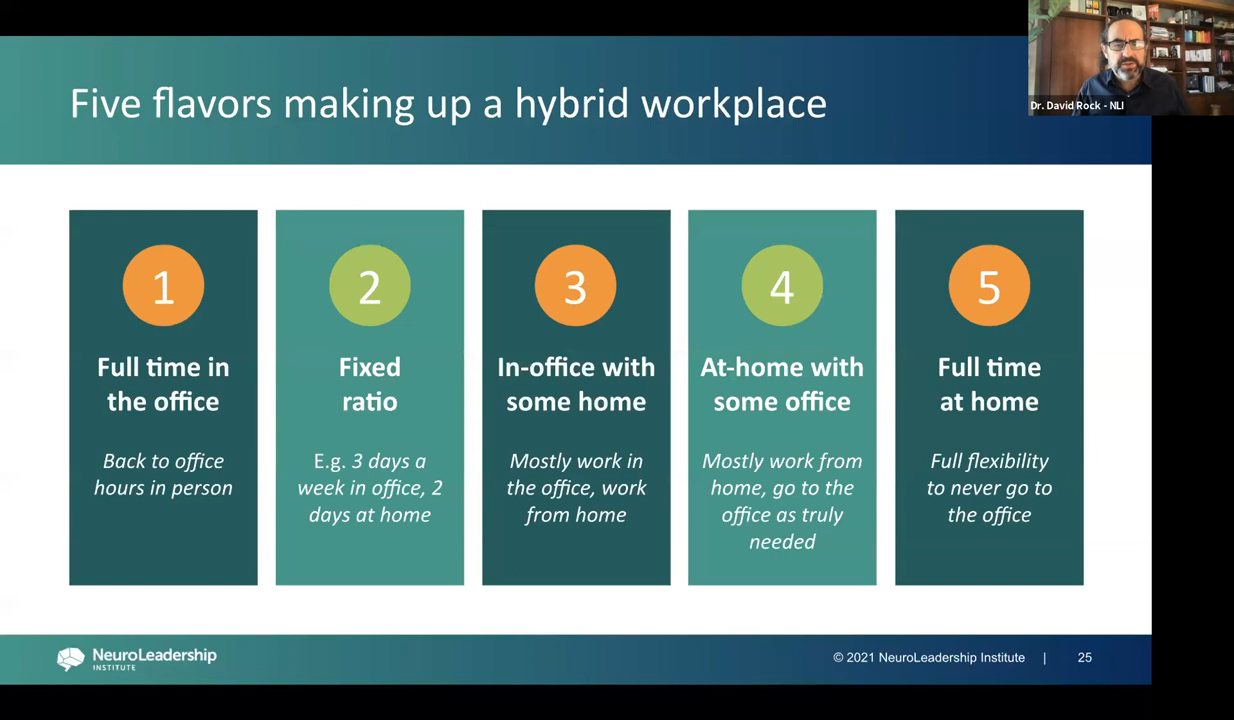 Five flavors making up a hybrid workplace
Dr. David Rock - NLI
1
Full time in
the office
Back to office
hours in person
2
Fixed
ratio
E.g. 3 days a
week in office, 2
days at home
3
In-office with
some home
Mostly work in
the office, work
from home
4
At-home with
some office
Mostly work from
home, go to the
office as truly
needed
5
Full time
at home
Full flexibility
to never go to
the office
NeuroLeadership
INSTITUTE
© 2021 NeuroLeadership Institute | 25